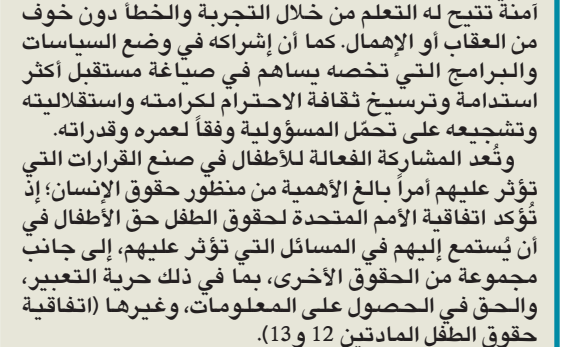 آمنة تتيح له التعلم من خلال التجربة والخطأ دون خوف
من العقاب أو الإهمال. كما أن إشراكه في وضع السياسات
والبرامج التي تخصه يساهم في صياغة مستقبل أكثر
استدامة وترسيخ ثقافة الاحترام لكرامته واستقلاليته
وتشجيعه على تحمّل المسؤولية وفقاً لعمره وقدراته.
وتُعد المشاركة الفعالة للأطفال في صنع القرارات التي
تؤثر عليهم أمراً بالغ الأهمية من منظور حقوق الإنسان؛ إذ
تُؤكد اتفاقية الأمم المتحدة لحقوق الطفل حق الأطفال في
أن يُستمع إليهم في المسائل التي تؤثر عليهم، إلى جانب
مجموعة من الحقوق الأخرى، بما في ذلك حرية التعبير،
والحق في الحصول على المعلومات، وغيرها (اتفاقية
حقوق الطفل المادتين 12 و13).